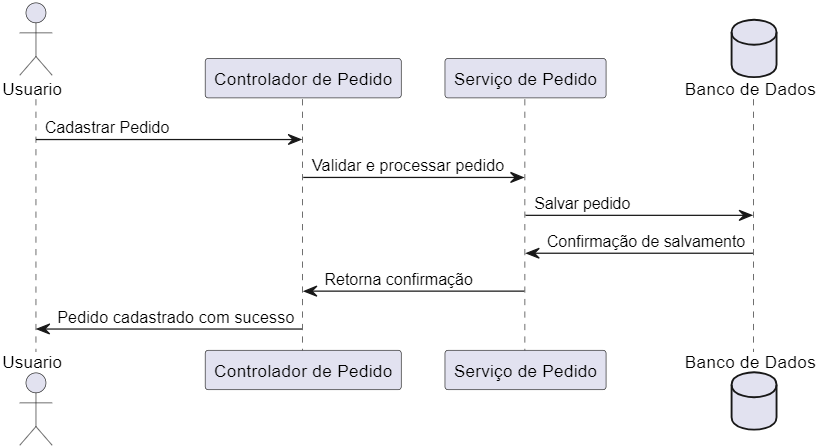 Usuario
Controlador de Pedido
Serviço de Pedido
Banco de Dados
Cadastrar Pedido
Validar e processar pedido
Salvar pedido
Confirmação de salvamento
Retorna confirmação
Pedido cadastrado com sucesso
Usuario
Controlador de Pedido
Serviço de Pedido
Banco de Dados